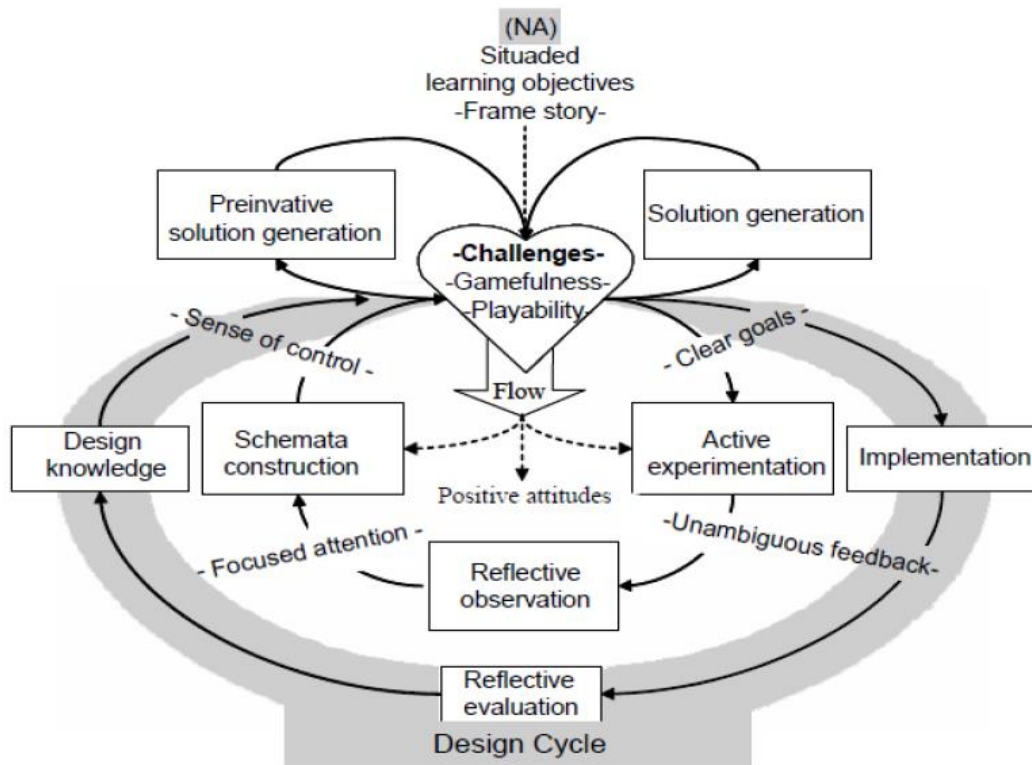 (NA)
Situaded
learning objectives
-Frame story-
Preinvative
solution generation
Solution generation
-Challenges-
-Gamefulness-
-Playability-
- Sense of control -
- Clear goals -
Flow
Design
knowledge
Schemata
construction
Active
experimentation
Implementation
Positive attitudes
- Focused attention -
-Unambiguous feedback-
Reflective
observation
Reflective
evaluation
Design Cycle